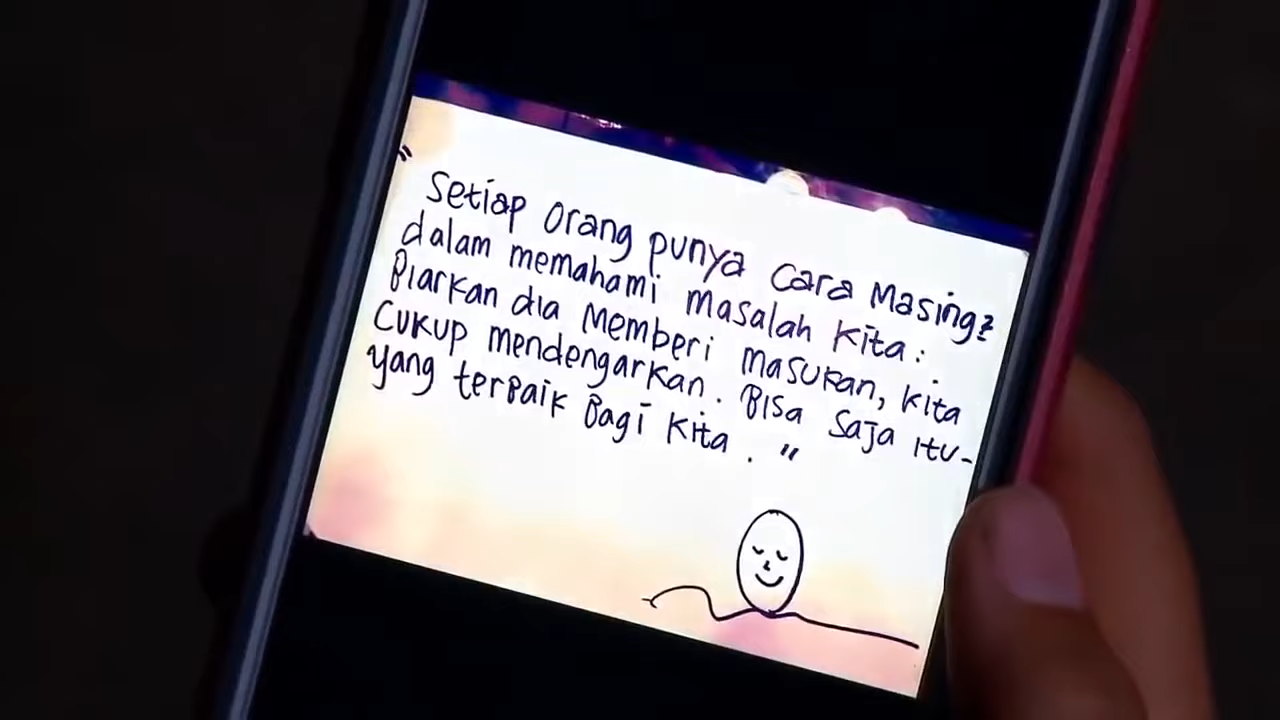 " Setiap orang punya cara masing2
dalam memahami masalah kita:
Biarkan dia memberi masukan, kita
cukup mendengarkan. Bisa saja itu-
yang terbaik bagi kita. "